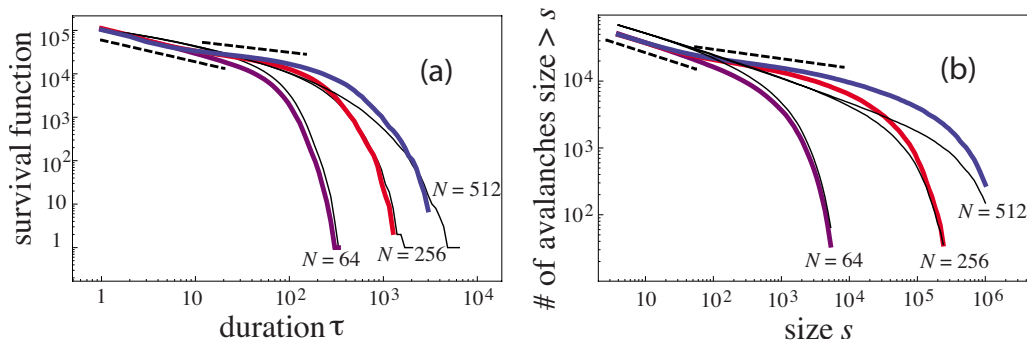 survival function
10⁵
10⁴
10³
10²
10
1
(a)
N = 64
N = 256
N = 512
1
10
10²
10³
10⁴
duration τ
# of avalanches size > s
10⁴
10³
10²
(b)
N = 64
N = 256
N = 512
10
10²
10³
10⁴
10⁵
10⁶
size s